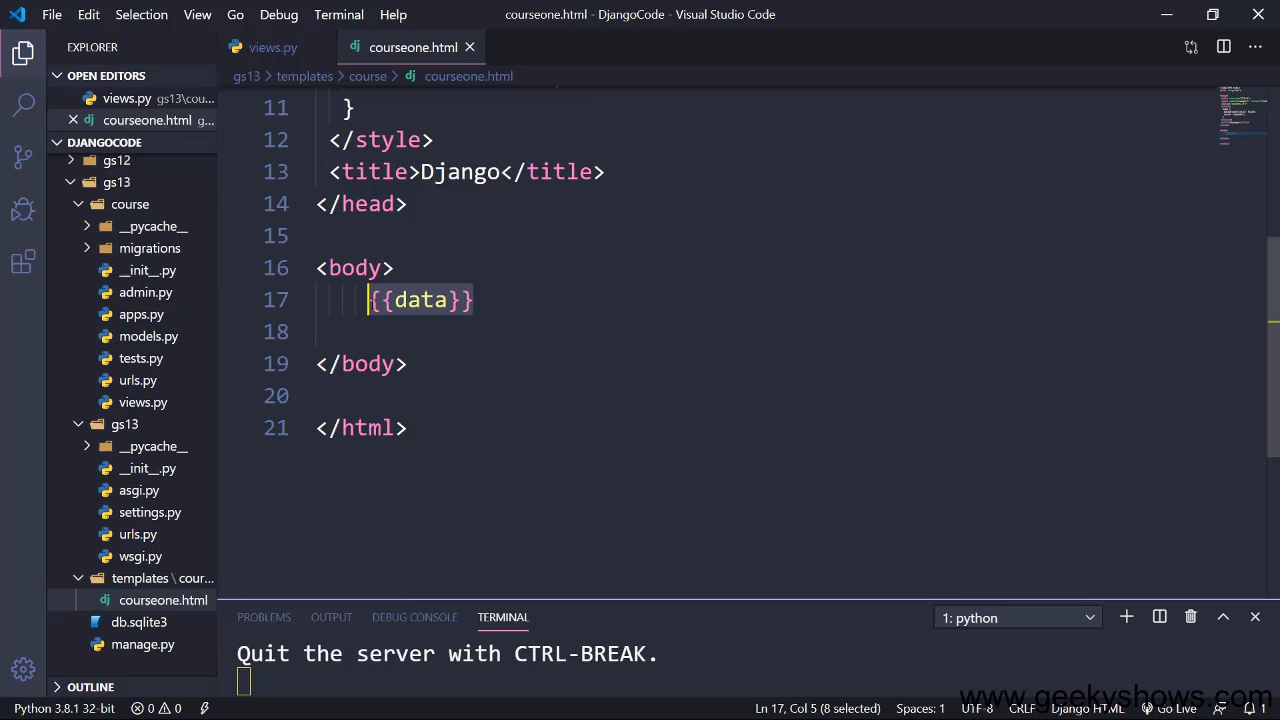 File Edit Selection View Go Debug Terminal Help courseone.html - DjangoCode - Visual Studio Code
EXPLORER
views.py
courseone.html
OPEN EDITORS
gs13 templates course courseone.html
views.py gs13\cou...
courseone.html g...
DJANGOCODE
gs12
gs13
course
__pycache__
migrations
__init__.py
admin.py
apps.py
models.py
tests.py
urls.py
views.py
gs13
__pycache__
__init__.py
asgi.py
settings.py
urls.py
wsgi.py
templates \ cour...
courseone.html
db.sqlite3
manage.py
OUTLINE
11 }
12 </style>
13 <title>Django</title>
14 </head>
15
16 <body>
17 {{data}}
18
19 </body>
20
21 </html>
PROBLEMS OUTPUT DEBUG CONSOLE TERMINAL 1: python
Quit the server with CTRL-BREAK.
www.geekyshows.com
Python 3.8.1 32-bit 0 0 Ln 17, Col 5 (8 selected) Spaces: 1 UTF-8 CRLF Django HTML Go Live 1